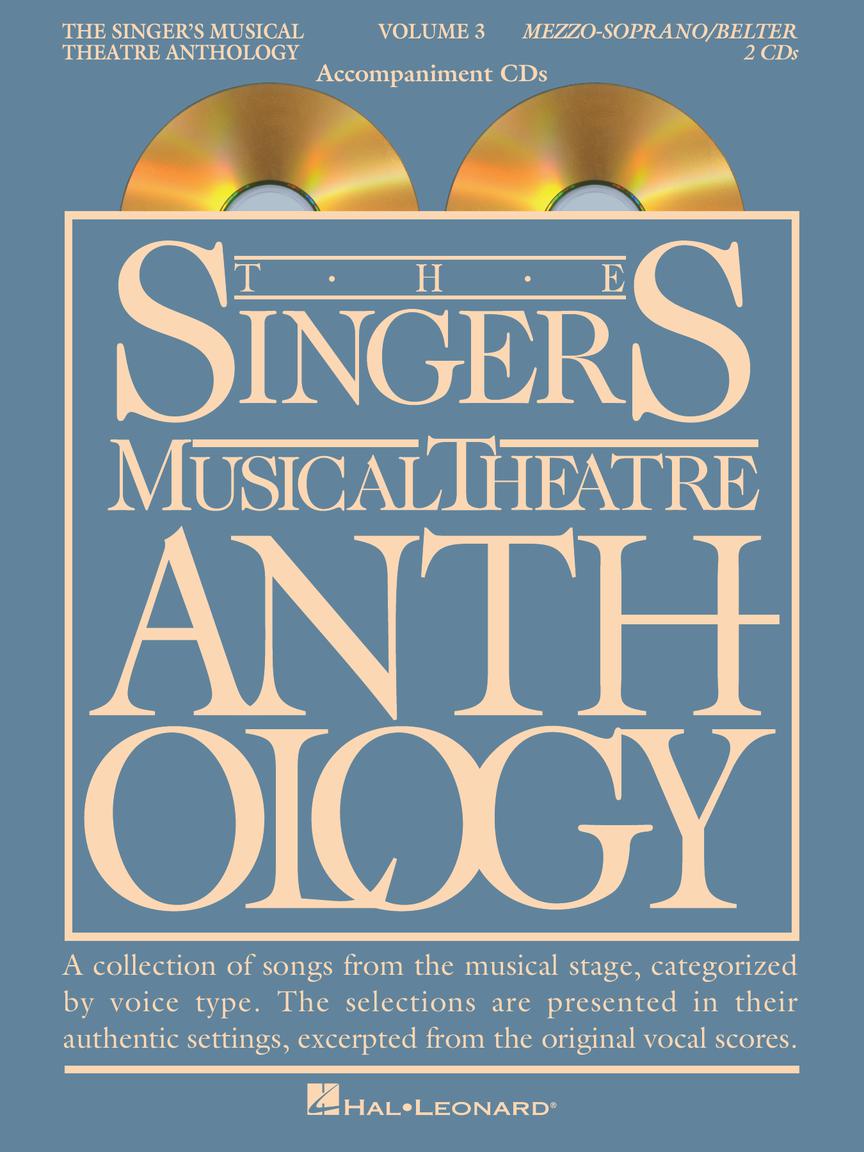 THE SINGER'S MUSICAL
THEATRE ANTHOLOGY
VOLUME 3
MEZZO-SOPRANO/BELTER
2 CDs
Accompaniment CDs
T · H · E
SINGERS
MUSICAL THEATRE
ANTH
OLOGY
A collection of songs from the musical stage, categorized
by voice type. The selections are presented in their
authentic settings, excerpted from the original vocal scores.
HAL•LEONARD®